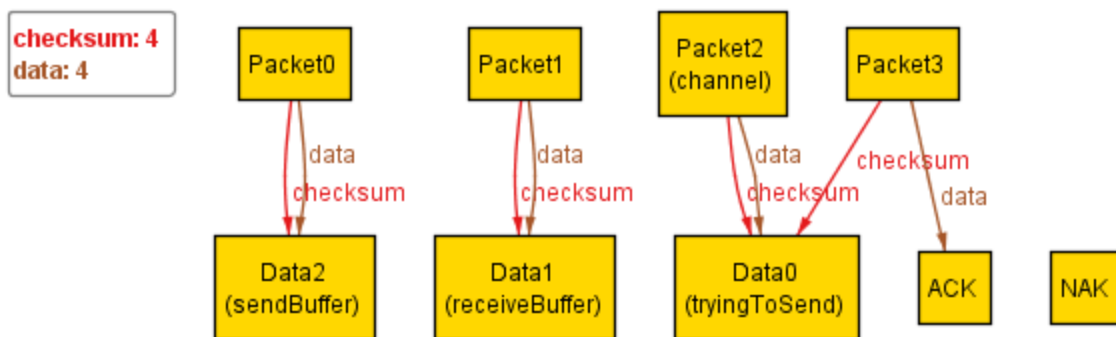 checksum: 4
data: 4
Packet0
Packet1
Packet2
(channel)
Packet3
data
checksum
data
checksum
data
checksum
checksum
data
Data2
(sendBuffer)
Data1
(receiveBuffer)
Data0
(tryingToSend)
ACK
NAK